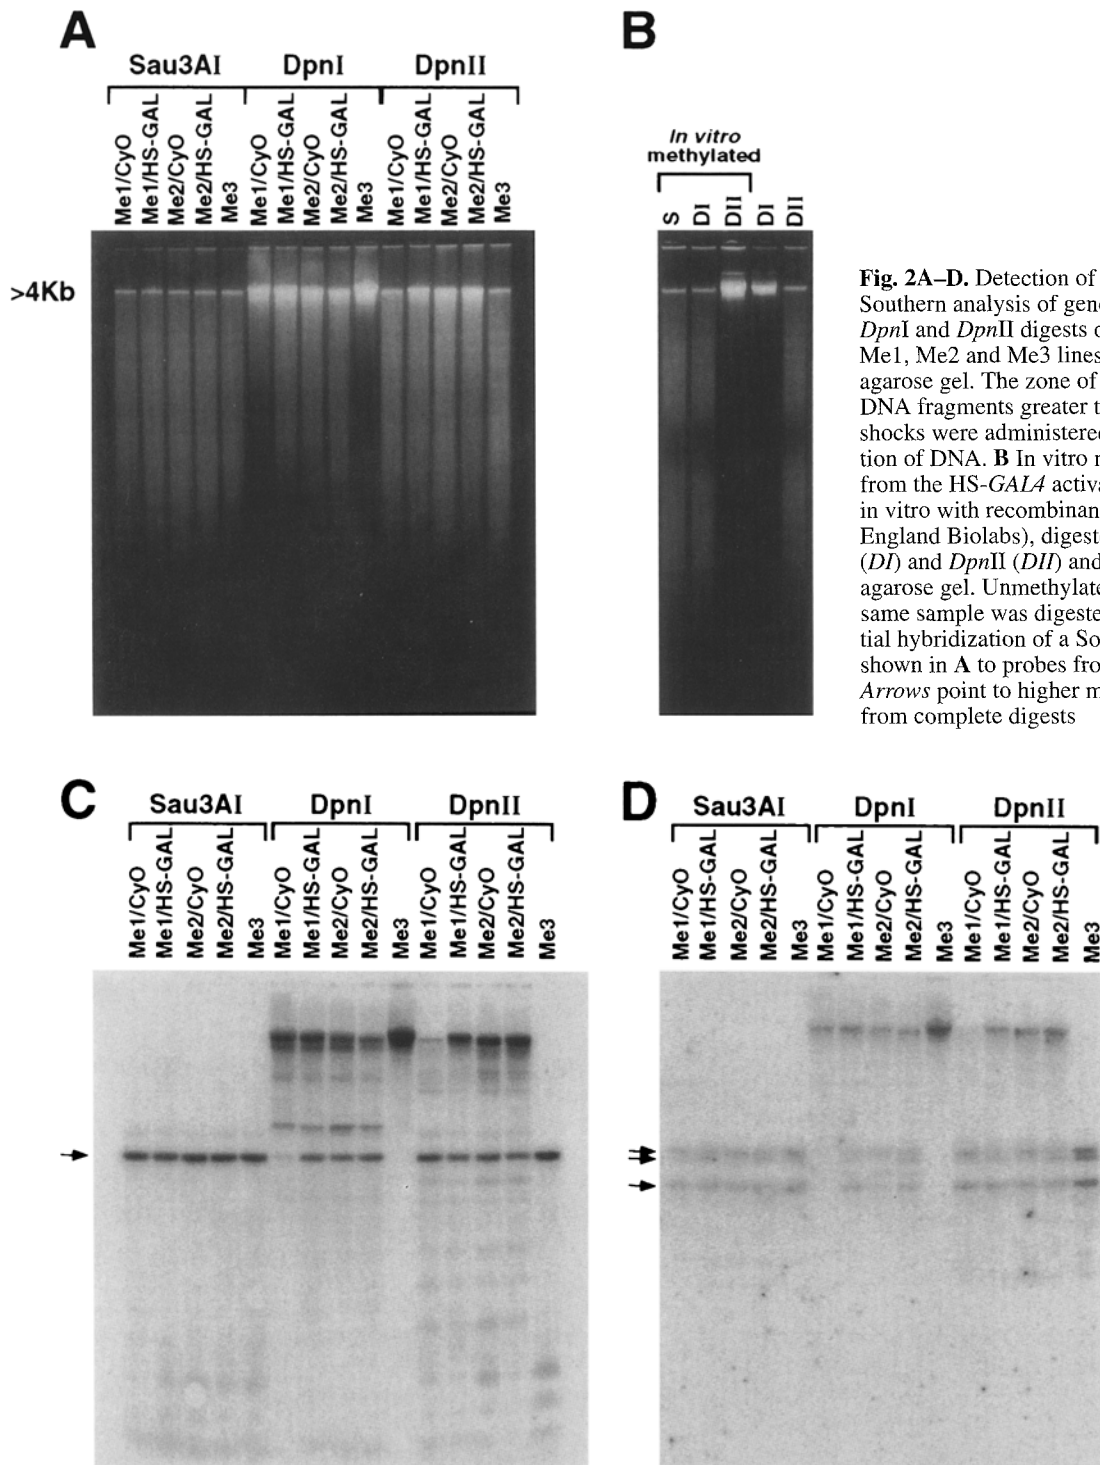 A
Sau3AI DpnI DpnII
Me1/CyO Me1/HS-GAL Me2/CyO Me2/HS-GAL Me3 Me1/CyO Me1/HS-GAL Me2/CyO Me2/HS-GAL Me3 Me1/CyO Me1/HS-GAL Me2/CyO Me2/HS-GAL Me3
>4Kb
B
In vitro
methylated
S DI DII DI DII
Fig. 2A–D. Detection of
Southern analysis of gen
DpnI and DpnII digests o
Me1, Me2 and Me3 lines
agarose gel. The zone of
DNA fragments greater t
shocks were administered
tion of DNA. B In vitro n
from the HS-GAL4 activa
in vitro with recombinan
England Biolabs), digest
(DI) and DpnII (DII) and
agarose gel. Unmethylate
same sample was digeste
tial hybridization of a So
shown in A to probes fro
Arrows point to higher m
from complete digests
C
Sau3AI DpnI DpnII
Me1/CyO Me1/HS-GAL Me2/CyO Me2/HS-GAL Me3 Me1/CyO Me1/HS-GAL Me2/CyO Me2/HS-GAL Me3 Me1/CyO Me1/HS-GAL Me2/CyO Me2/HS-GAL Me3
D
Sau3AI DpnI DpnII
Me1/CyO Me1/HS-GAL Me2/CyO Me2/HS-GAL Me3 Me1/CyO Me1/HS-GAL Me2/CyO Me2/HS-GAL Me3 Me1/CyO Me1/HS-GAL Me2/CyO Me2/HS-GAL Me3